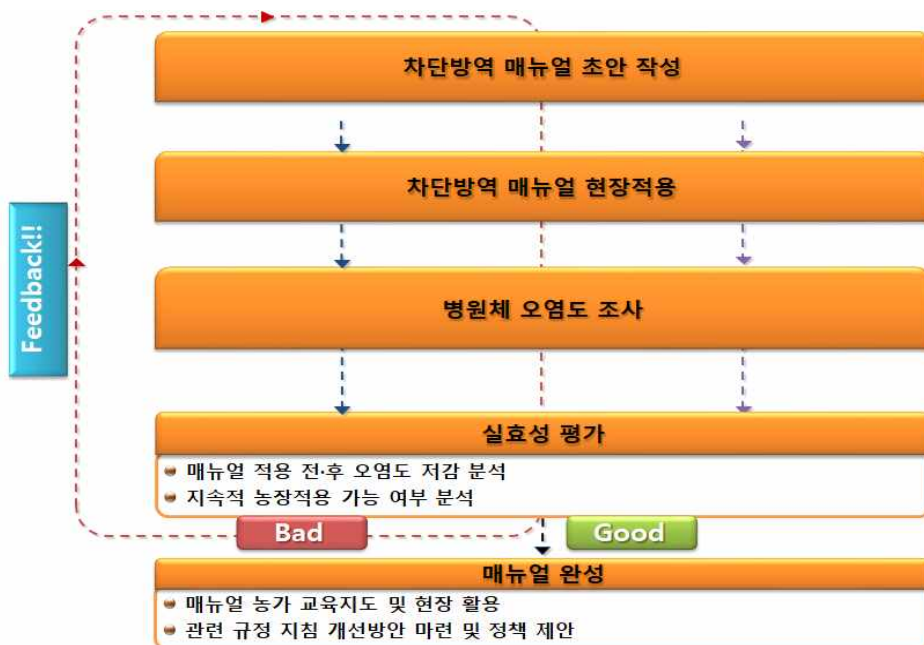 차단방역 매뉴얼 초안 작성
차단방역 매뉴얼 현장적용
Feedback!!
병원체 오염도 조사
실효성 평가
매뉴얼 적용 전·후 오염도 저감 분석
지속적 농장적용 가능 여부 분석
Bad
Good
매뉴얼 완성
매뉴얼 농가 교육지도 및 현장 활용
관련 규정 지침 개선방안 마련 및 정책 제안